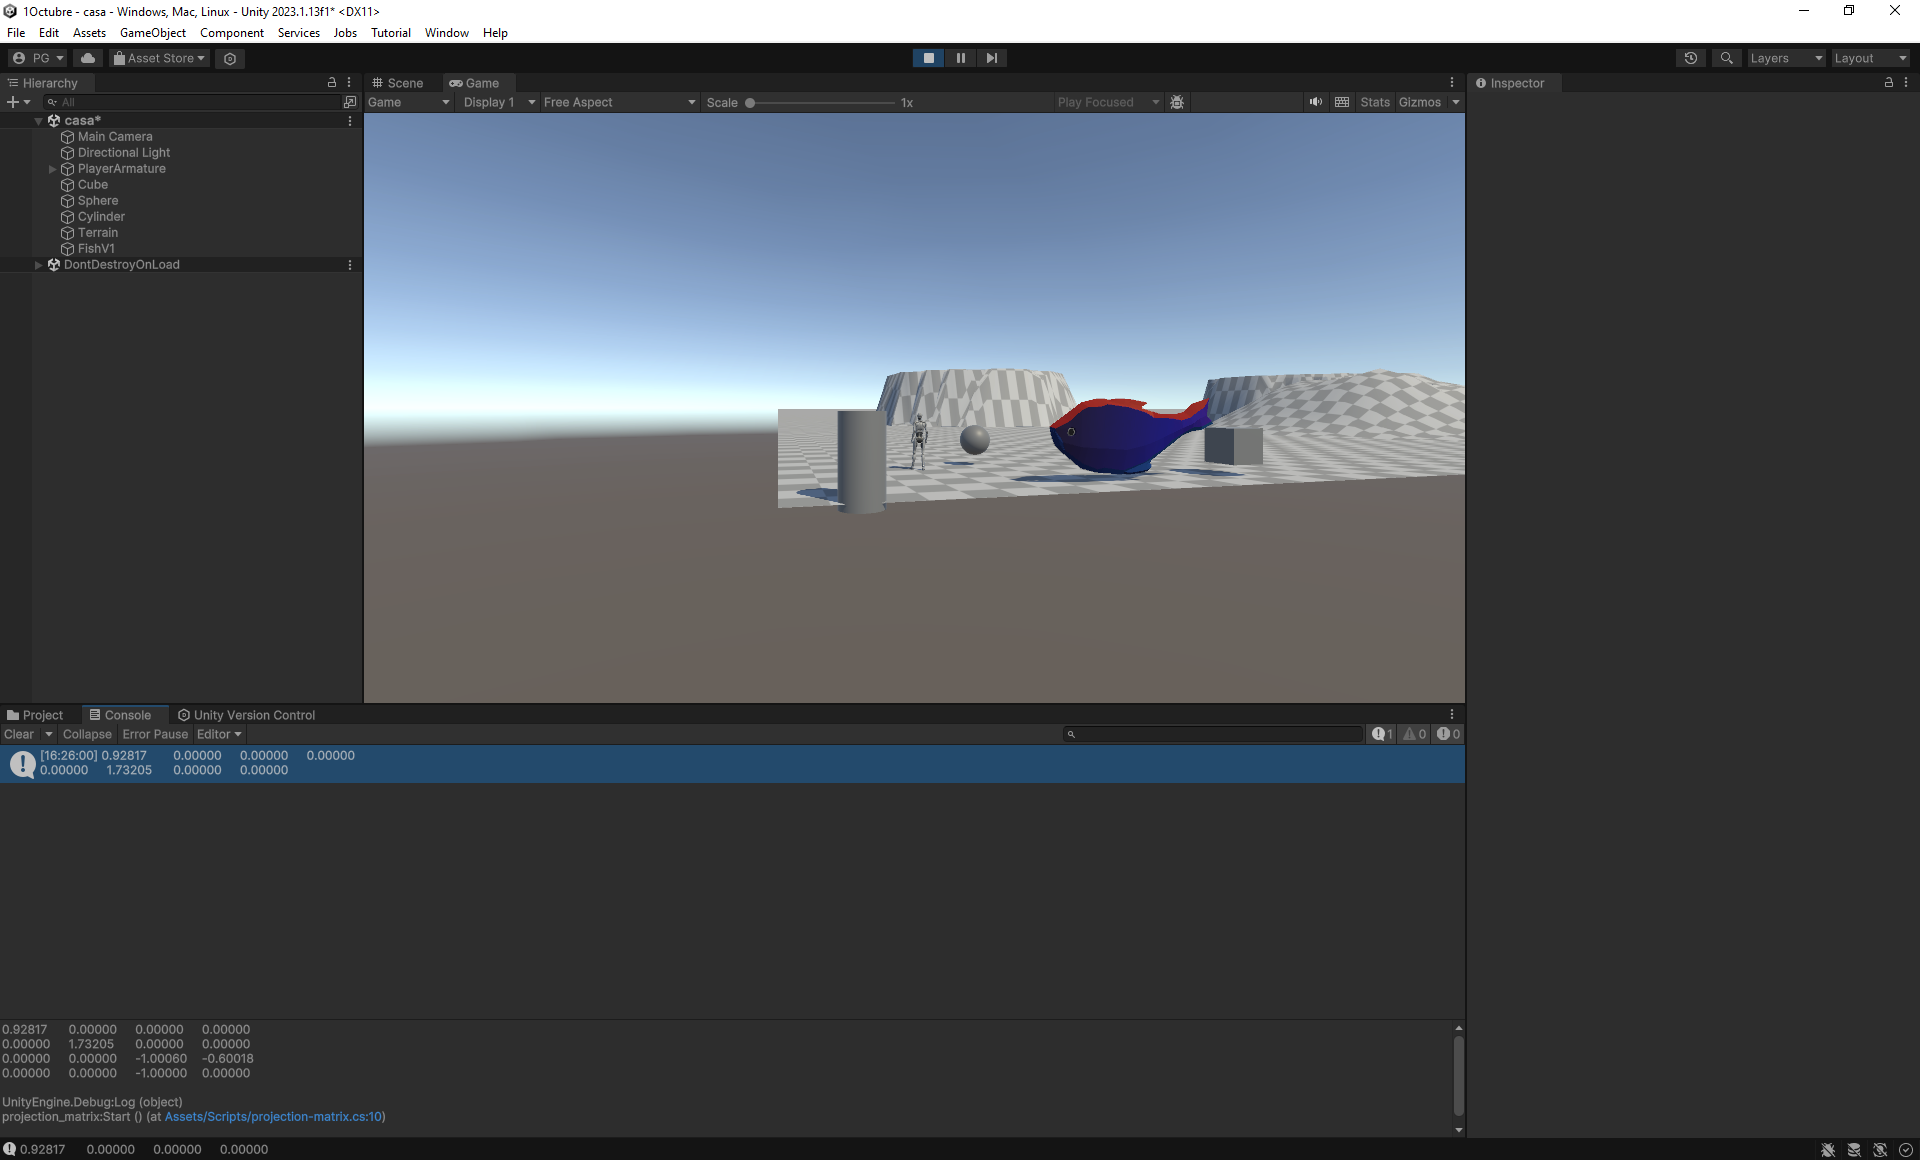 1Octubre - casa - Windows, Mac, Linux - Unity 2023.1.13f1* <DX11>
File Edit Assets GameObject Component Services Jobs Tutorial Window Help
PG Asset Store Layers Layout
Hierarchy
All
casa*
Main Camera
Directional Light
PlayerArmature
Cube
Sphere
Cylinder
Terrain
FishV1
DontDestroyOnLoad
Scene Game
Game Display 1 Free Aspect Scale 1x Play Focused Stats Gizmos
Inspector
Project Console Unity Version Control
Clear Collapse Error Pause Editor 1 0 0
[16:26:00] 0.92817 0.00000 0.00000 0.00000
0.00000 1.73205 0.00000 0.00000
0.92817 0.00000 0.00000 0.00000
0.00000 1.73205 0.00000 0.00000
0.00000 0.00000 -1.00060 -0.60018
0.00000 0.00000 -1.00000 0.00000
UnityEngine.Debug:Log (object)
projection_matrix:Start () (at Assets/Scripts/projection-matrix.cs:10)
0.92817 0.00000 0.00000 0.00000